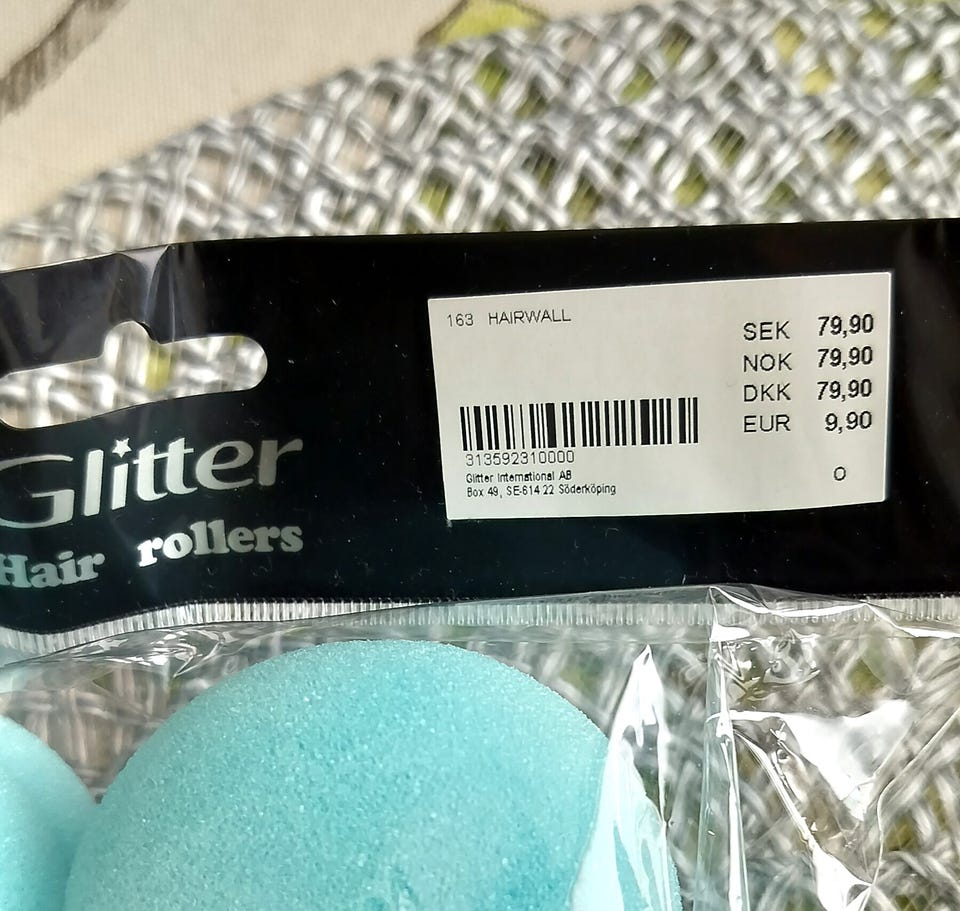 163 HAIRWALL
SEK 79,90
NOK 79,90
DKK 79,90
EUR 9,90
313592310000
Glitter International AB
Box 49, SE-614 22 Söderköping
O
Glitter
Hair rollers